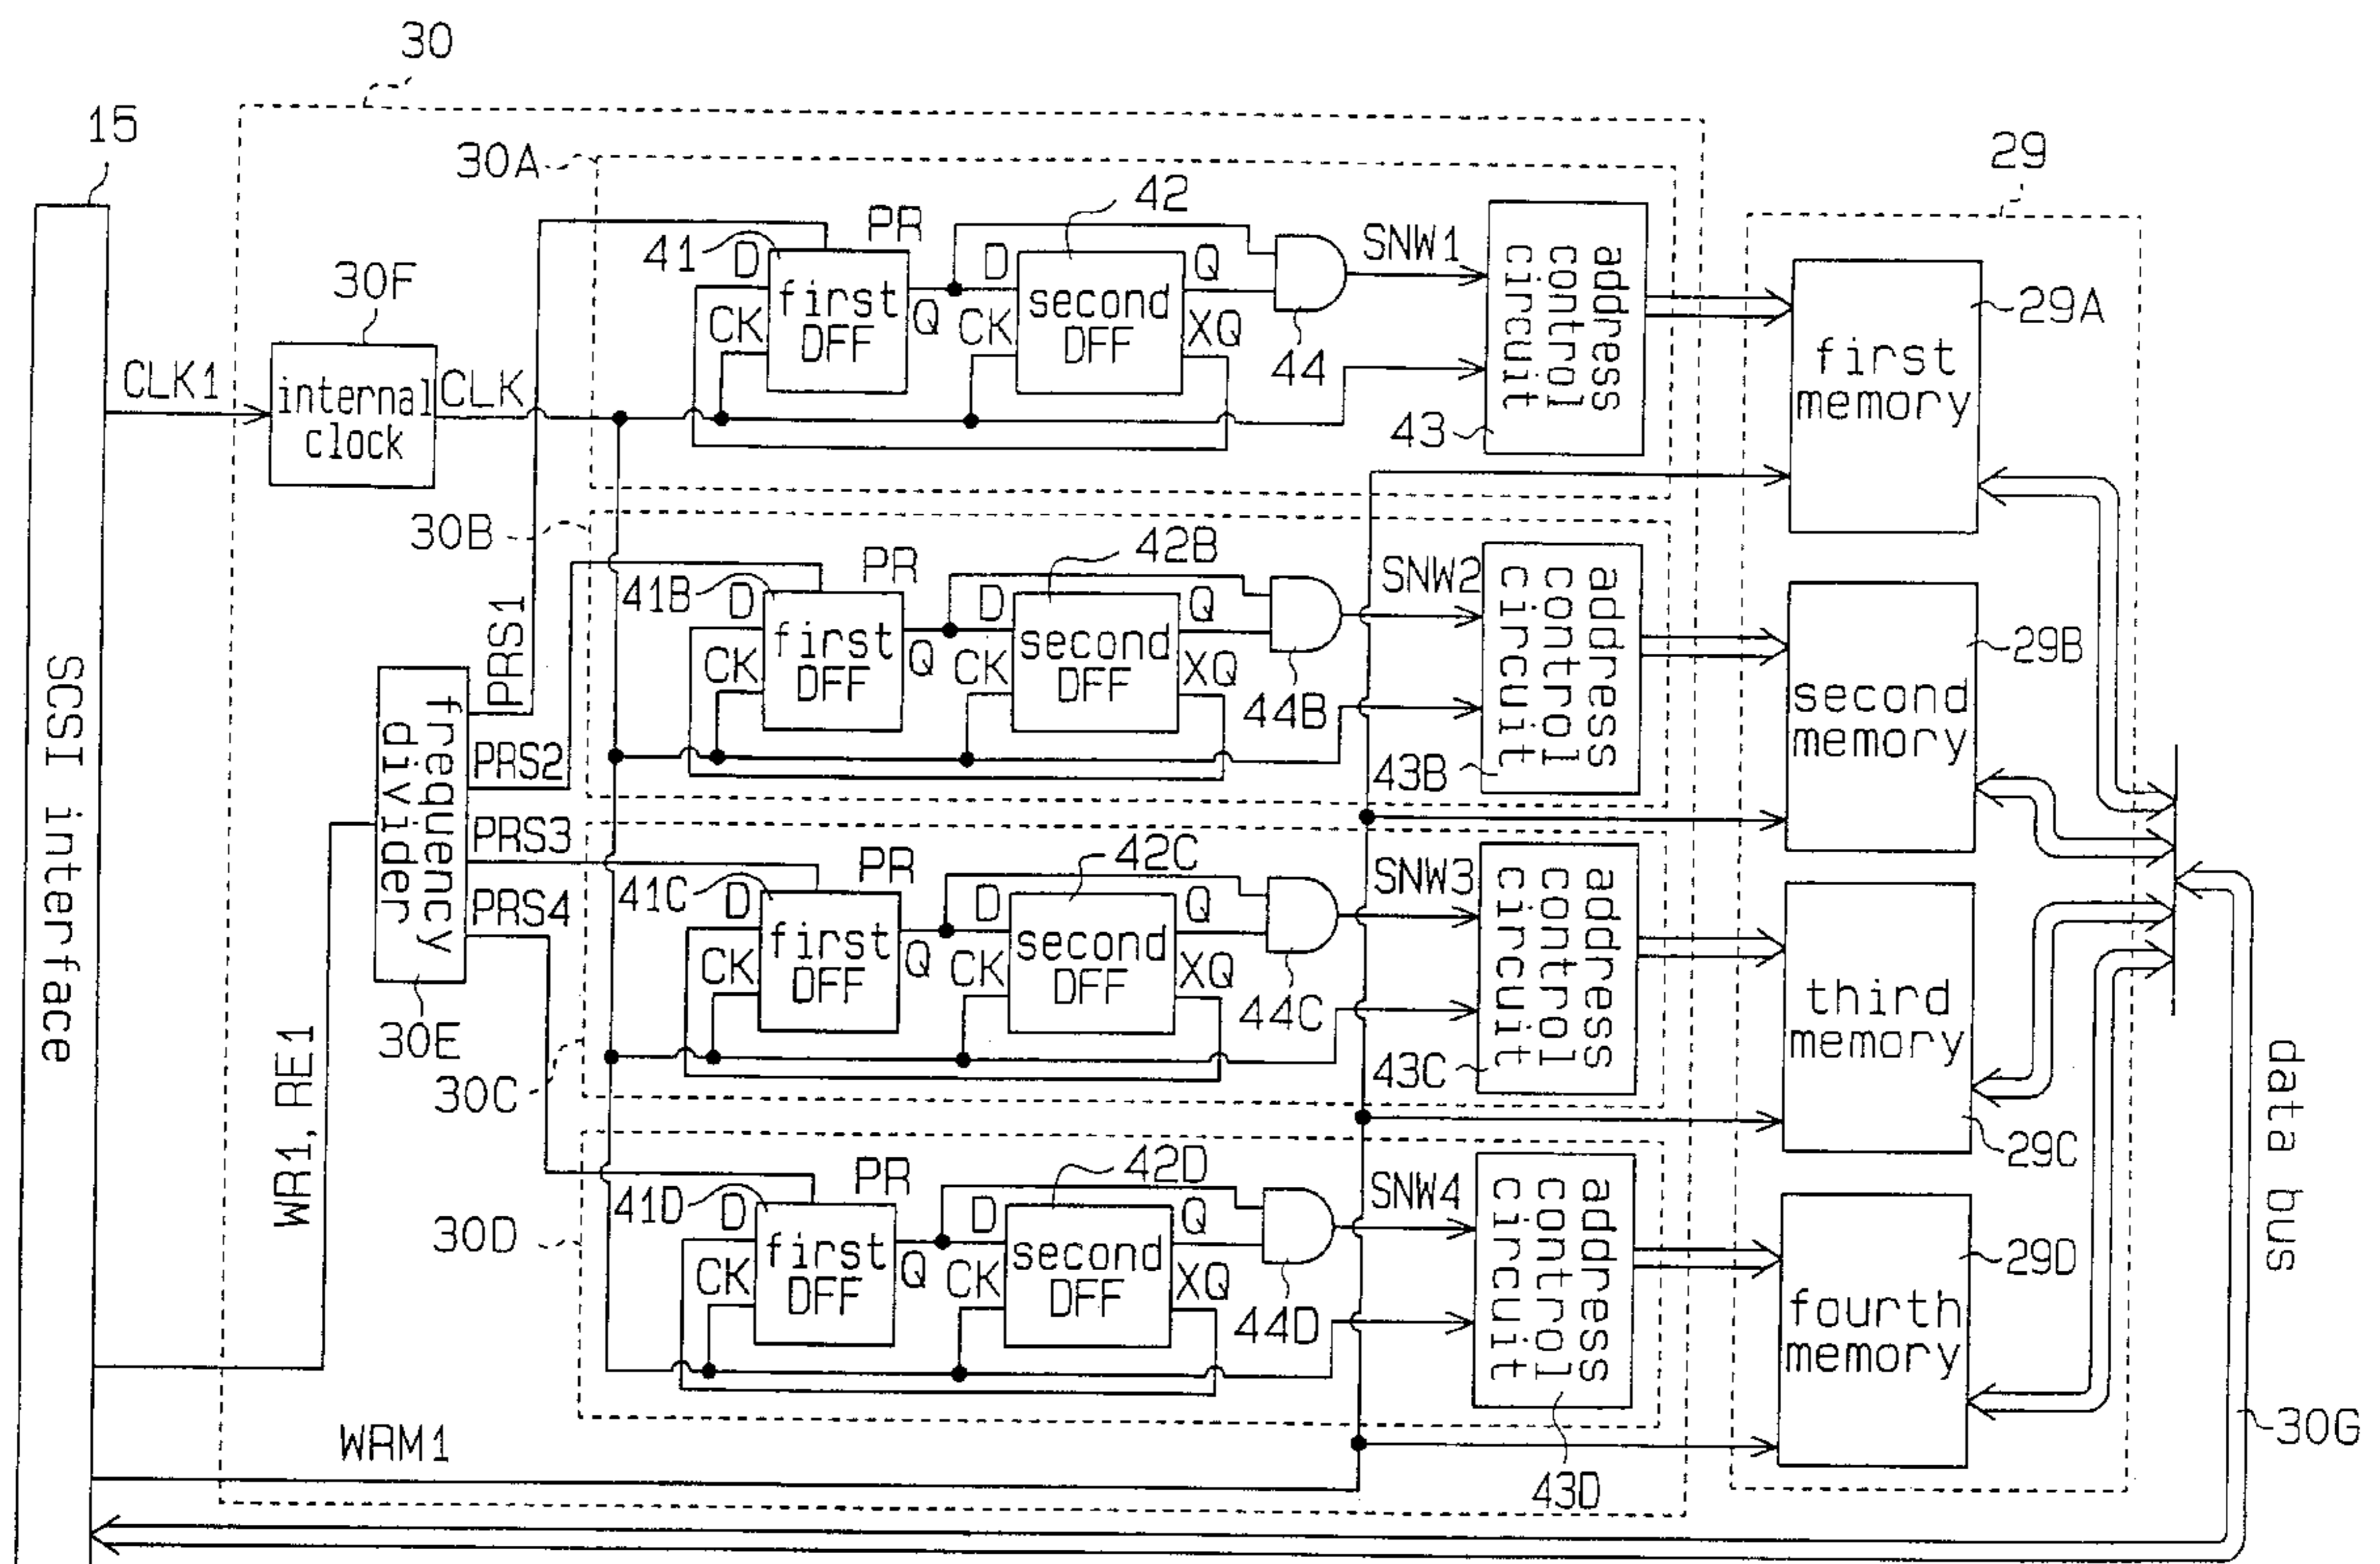 30
15
30A
29
SCSI interface
CLK1
30F
internal
clock
CLK
41
D
PR
CK
first
DFF
Q
42
D
CK
second
DFF
Q
XQ
44
SNW1
address
control
circuit
43
first
memory
29A
30B
PRS1
41B
D
PR
CK
first
DFF
Q
42B
D
CK
second
DFF
Q
XQ
44B
SNW2
address
control
circuit
43B
second
memory
29B
frequency
divider
PRS2
PRS3
PRS4
30E
30C
41C
D
PR
CK
first
DFF
Q
42C
D
CK
second
DFF
Q
XQ
44C
SNW3
address
control
circuit
43C
third
memory
29C
WR1, RE1
30D
41D
D
PR
CK
first
DFF
Q
42D
D
CK
second
DFF
Q
XQ
44D
SNW4
address
control
circuit
43D
fourth
memory
29D
data bus
30G
WRM1